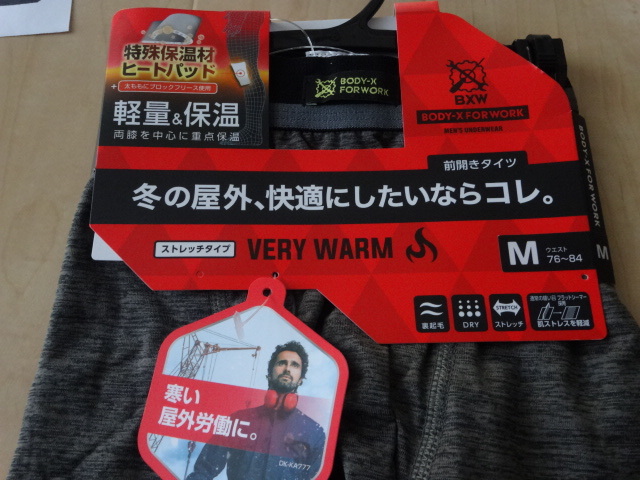 特殊保温材
ヒートパッド
+ 太ももにブロックフリース使用
軽量&保温
両膝を中心に重点保温
BODY-X
FORWORK
BXW
BODY-X FORWORK
MEN'S UNDERWEAR
BODY-X FORWORK
前開きタイツ
冬の屋外、快適にしたいならコレ。
ストレッチタイプ
VERY WARM
M
ウエスト
76~84
M
裏起毛
DRY
STRETCH
ストレッチ
肌ストレスを軽減
寒い
屋外労働に。
CK-KA777